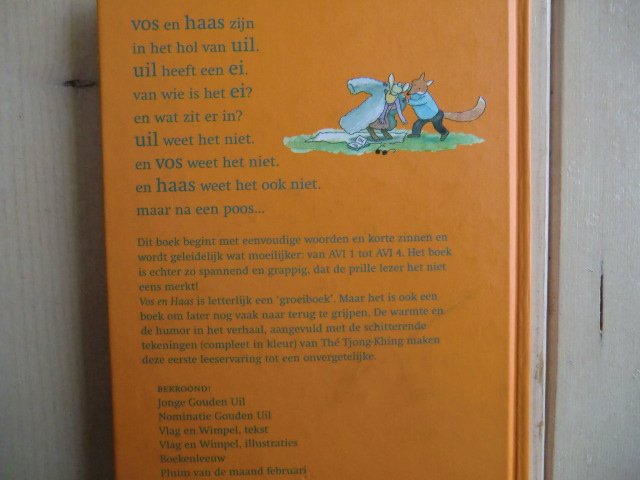 vos en haas zijn
in het hol van uil.
uil heeft een ei.
van wie is het ei?
en wat zit er in?
uil weet het niet.
en vos weet het niet.
en haas weet het ook niet.
maar na een poos...
Dit boek begint met eenvoudige woorden en korte zinnen en
wordt geleidelijk wat moeilijker: van AVI 1 tot AVI 4. Het boek
is echter zo spannend en grappig, dat de prille lezer het niet
eens merkt!
Vos en Haas is letterlijk een 'groeiboek'. Maar het is ook een
boek om later nog vaak naar terug te grijpen. De warmte en
de humor in het verhaal, aangevuld met de schitterende
tekeningen (compleet in kleur) van Thé Tjong-Khing maken
deze eerste leeservaring tot een onvergetelijke.
BEKROOND!
Jonge Gouden Uil
Nominatie Gouden Uil
Vlag en Wimpel, tekst
Vlag en Wimpel, illustraties
Boekenleeuw
Pluim van de maand februari